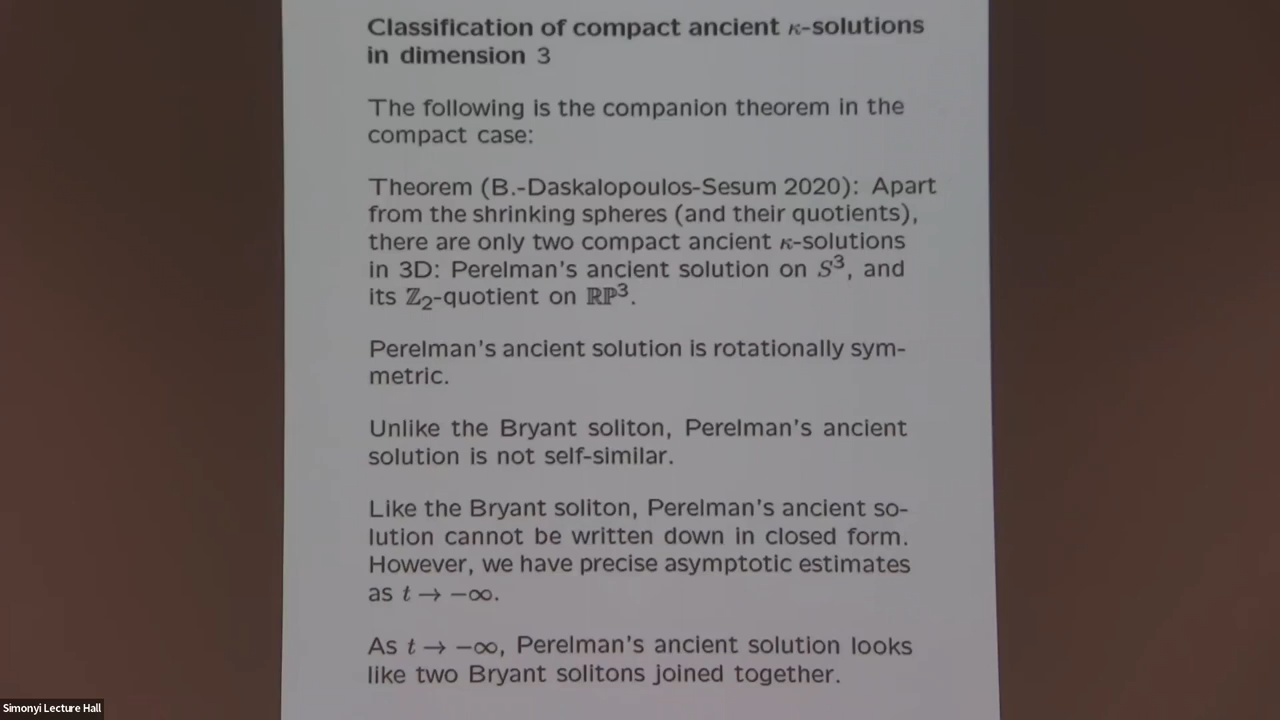 Classification of compact ancient κ-solutions
in dimension 3
The following is the companion theorem in the
compact case:
Theorem (B.-Daskalopoulos-Sesum 2020): Apart
from the shrinking spheres (and their quotients),
there are only two compact ancient κ-solutions
in 3D: Perelman's ancient solution on S³, and
its ℤ₂-quotient on ℝℙ³.
Perelman's ancient solution is rotationally sym-
metric.
Unlike the Bryant soliton, Perelman's ancient
solution is not self-similar.
Like the Bryant soliton, Perelman's ancient so-
lution cannot be written down in closed form.
However, we have precise asymptotic estimates
as t → −∞.
As t → −∞, Perelman's ancient solution looks
like two Bryant solitons joined together.
Simonyi Lecture Hall